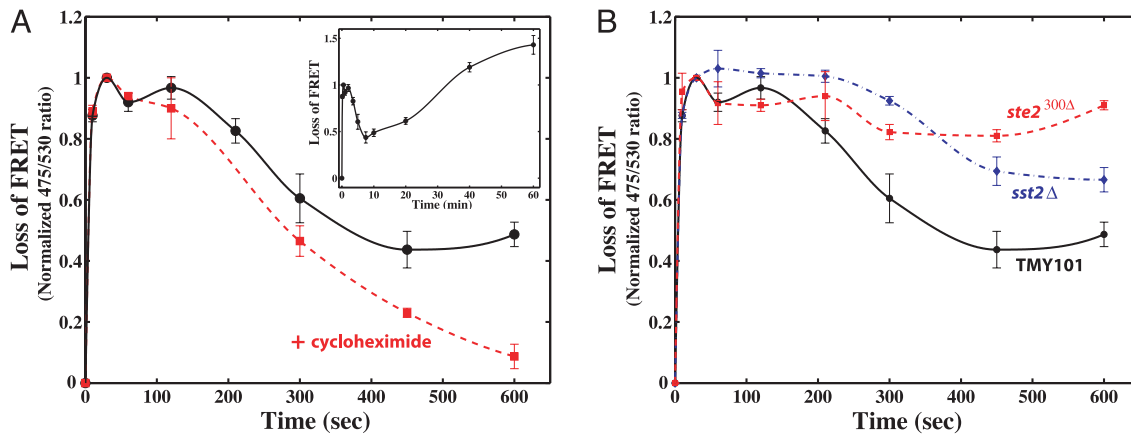 A
Loss of FRET
(Normalized 475/530 ratio)
1.2
1
0.8
0.6
0.4
0.2
0
0 100 200 300 400 500 600
Time (sec)
+ cycloheximide
Loss of FRET
1.5
1.0
0.5
0
0 10 20 30 40 50 60
Time (min)
B
Loss of FRET
(Normalized 475/530 ratio)
1.2
1
0.8
0.6
0.4
0.2
0
0 100 200 300 400 500 600
Time (sec)
ste2 300Δ
sst2 Δ
TMY101